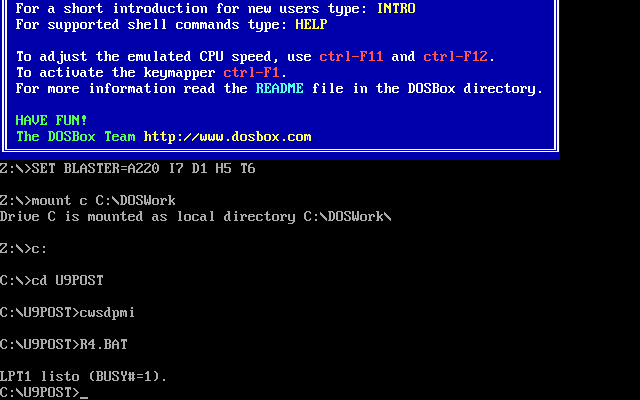 For a short introduction for new users type: INTRO
For supported shell commands type: HELP
To adjust the emulated CPU speed, use ctrl-F11 and ctrl-F12.
To activate the keymapper ctrl-F1.
For more information read the README file in the DOSBox directory.
HAVE FUN!
The DOSBox Team http://www.dosbox.com
Z:\>SET BLASTER=A220 I7 D1 H5 T6
Z:\>mount c C:\DOSWork
Drive C is mounted as local directory C:\DOSWork\
Z:\>c:
C:\>cd U9POST
C:\U9POST>cwsdpmi
C:\U9POST>R4.BAT
LPT1 listo (BUSY#=1).
C:\U9POST>_